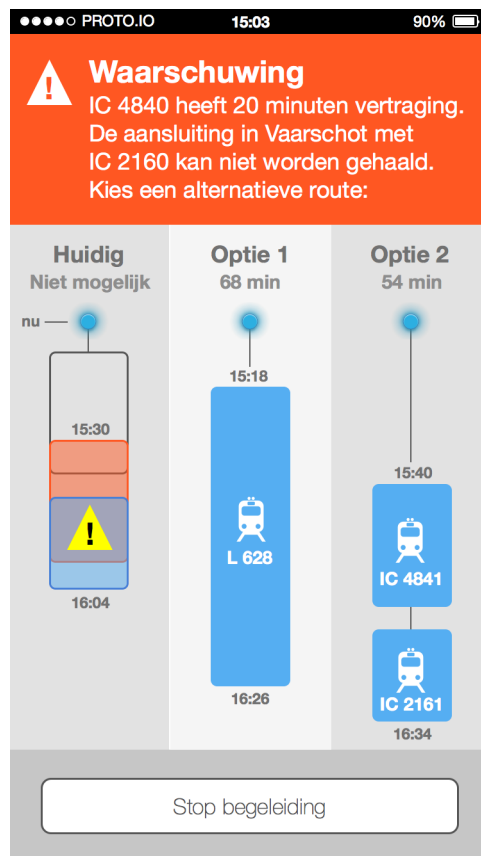 PROTO.IO 15:03 90%
! Waarschuwing
IC 4840 heeft 20 minuten vertraging.
De aansluiting in Vaarschot met
IC 2160 kan niet worden gehaald.
Kies een alternatieve route:
Huidig
Niet mogelijk
nu
15:30
!
16:04
Optie 1
68 min
15:18
L 628
16:26
Optie 2
54 min
15:40
IC 4841
IC 2161
16:34
Stop begeleiding